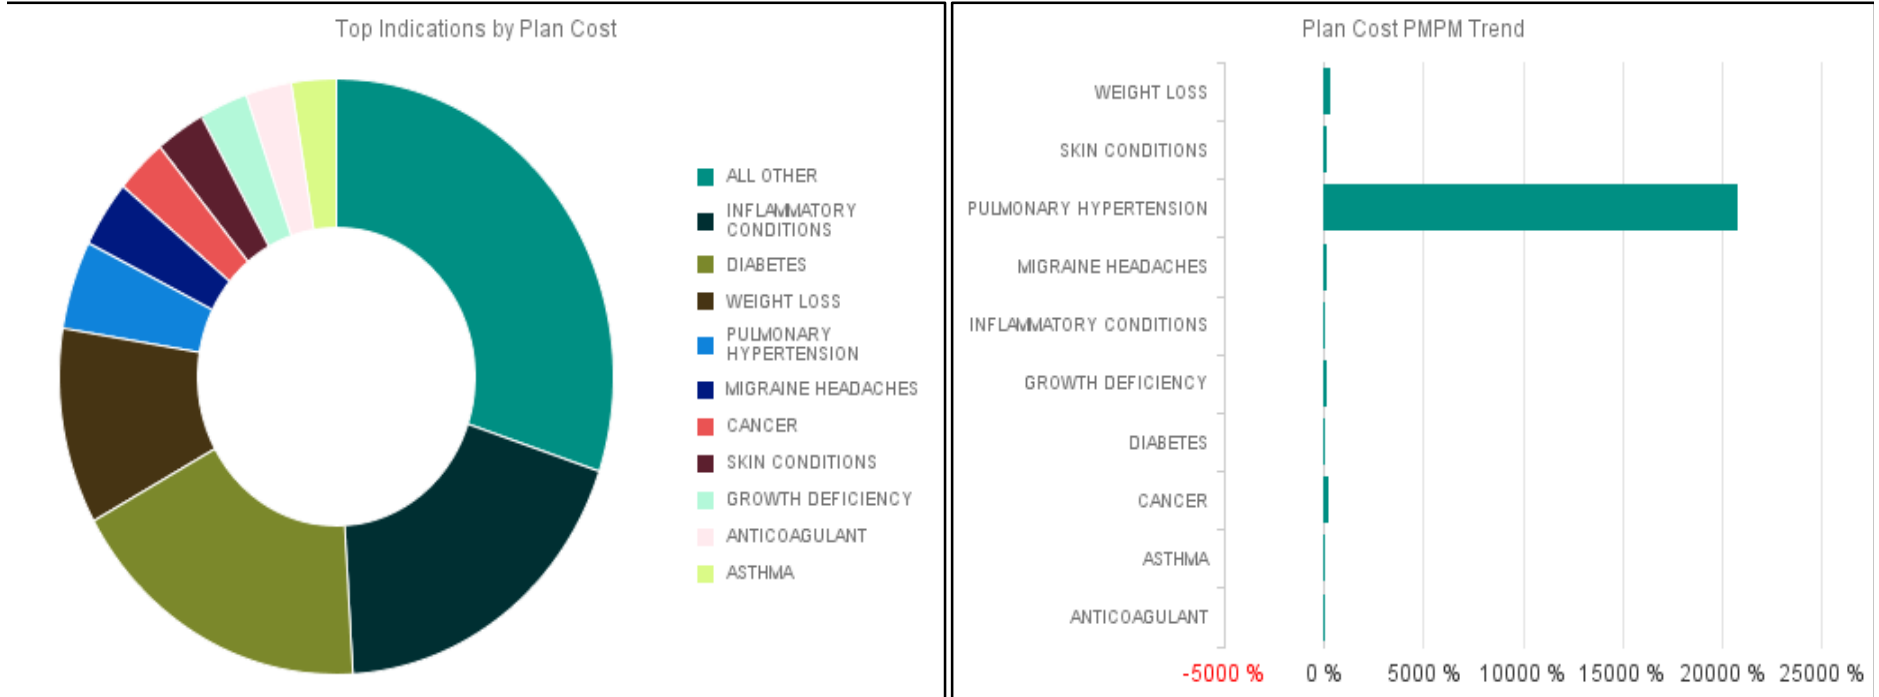 Top Indications by Plan Cost
ALL OTHER
INFLAMMATORY
CONDITIONS
DIABETES
WEIGHT LOSS
PULMONARY
HYPERTENSION
MIGRAINE HEADACHES
CANCER
SKIN CONDITIONS
GROWTH DEFICIENCY
ANTICOAGULANT
ASTHMA
Plan Cost PMPM Trend
WEIGHT LOSS
SKIN CONDITIONS
PULMONARY HYPERTENSION
MIGRAINE HEADACHES
INFLAMMATORY CONDITIONS
GROWTH DEFICIENCY
DIABETES
CANCER
ASTHMA
ANTICOAGULANT
-5000 % 0 % 5000 % 10000 % 15000 % 20000 % 25000 %